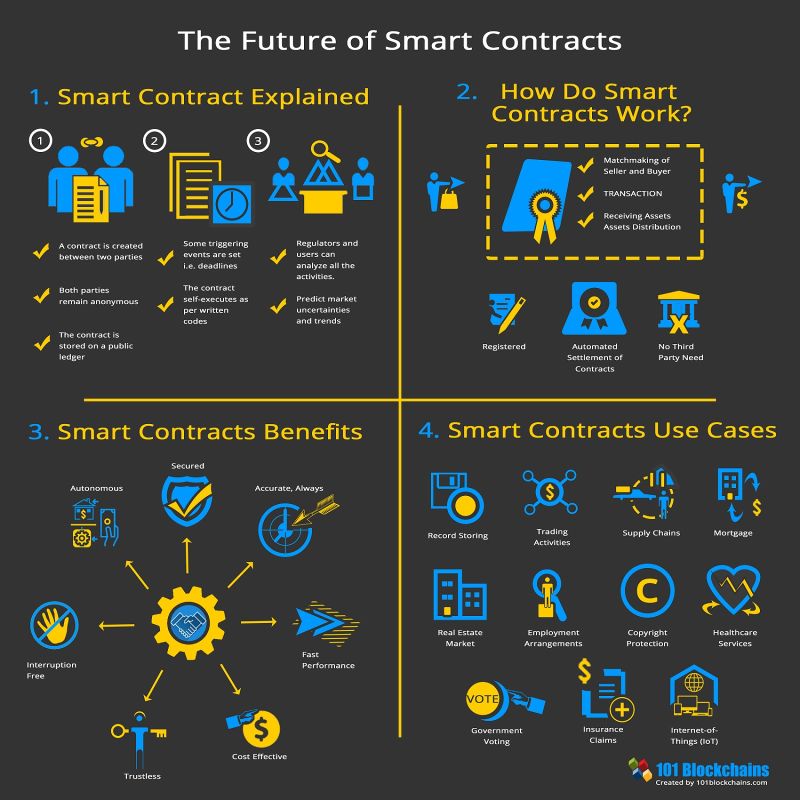 The Future of Smart Contracts
1. Smart Contract Explained
1
2
3
A contract is created
between two parties
Both parties
remain anonymous
The contract is
stored on a public
ledger
Some triggering
events are set
i.e. deadlines
The contract
self-executes as
per written
codes
Regulators and
users can
analyze all the
activities.
Predict market
uncertainties
and trends
2. How Do Smart
Contracts Work?
$
Matchmaking of
Seller and Buyer
TRANSACTION
Receiving Assets
Assets Distribution
Registered
Automated
Settlement of
Contracts
No Third
Party Need
3. Smart Contracts Benefits
Secured
Autonomous
$
Accurate, Always
Interruption
Free
Fast
Performance
Trustless
$
Cost Effective
4. Smart Contracts Use Cases
Record Storing
$
Trading
Activities
Supply Chains
$
Mortgage
Real Estate
Market
Employment
Arrangements
C
Copyright
Protection
Healthcare
Services
VOTE
Government
Voting
$
Insurance
Claims
Internet-of-
Things (IoT)
101 Blockchains
Created by 101blockchains.com